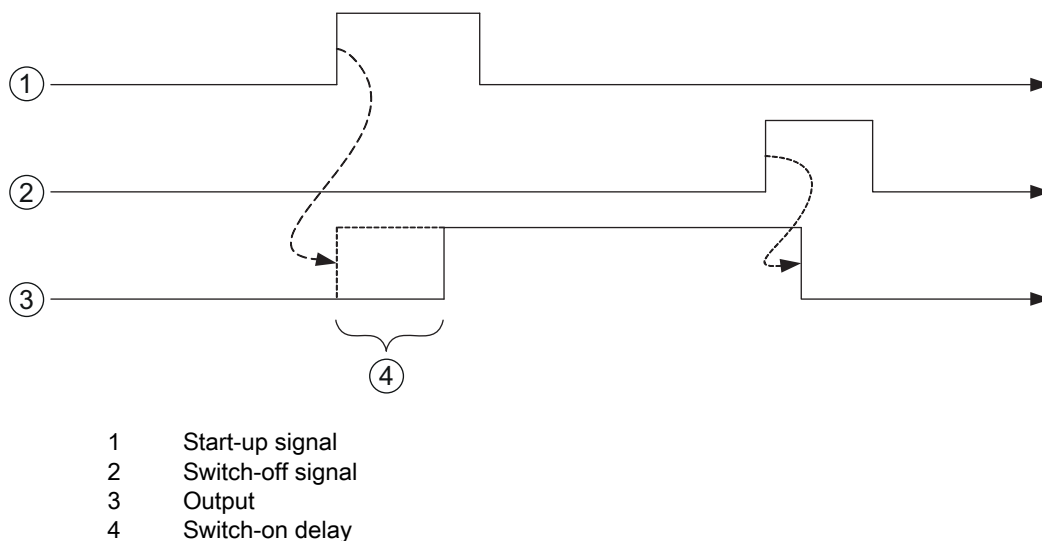 1
2
3
4
1 Start-up signal
2 Switch-off signal
3 Output
4 Switch-on delay